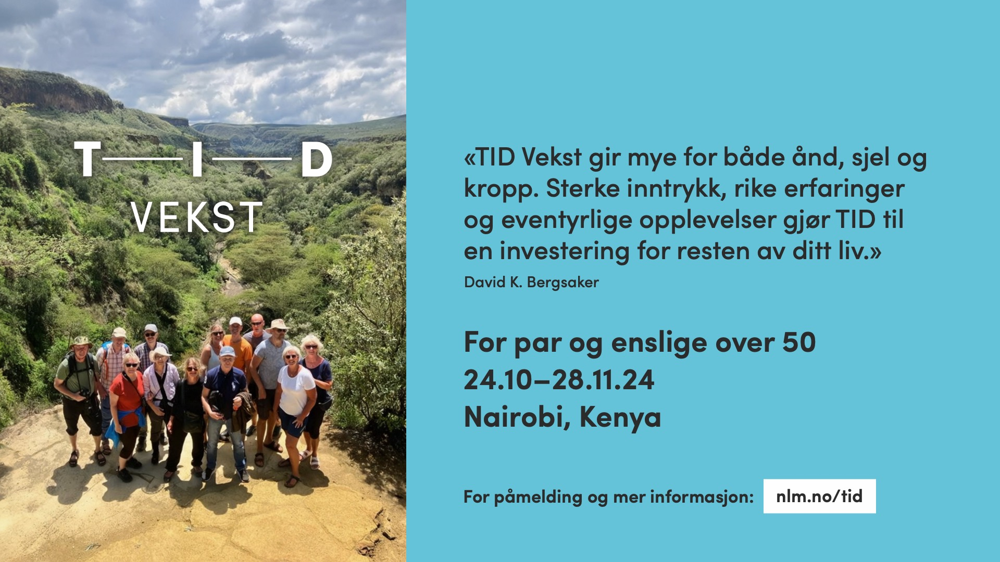 T—I—D
VEKST
«TID Vekst gir mye for både ånd, sjel og
kropp. Sterke inntrykk, rike erfaringer
og eventyrlige opplevelser gjør TID til
en investering for resten av ditt liv.»
David K. Bergsaker
For par og enslige over 50
24.10–28.11.24
Nairobi, Kenya
For påmelding og mer informasjon: nlm.no/tid